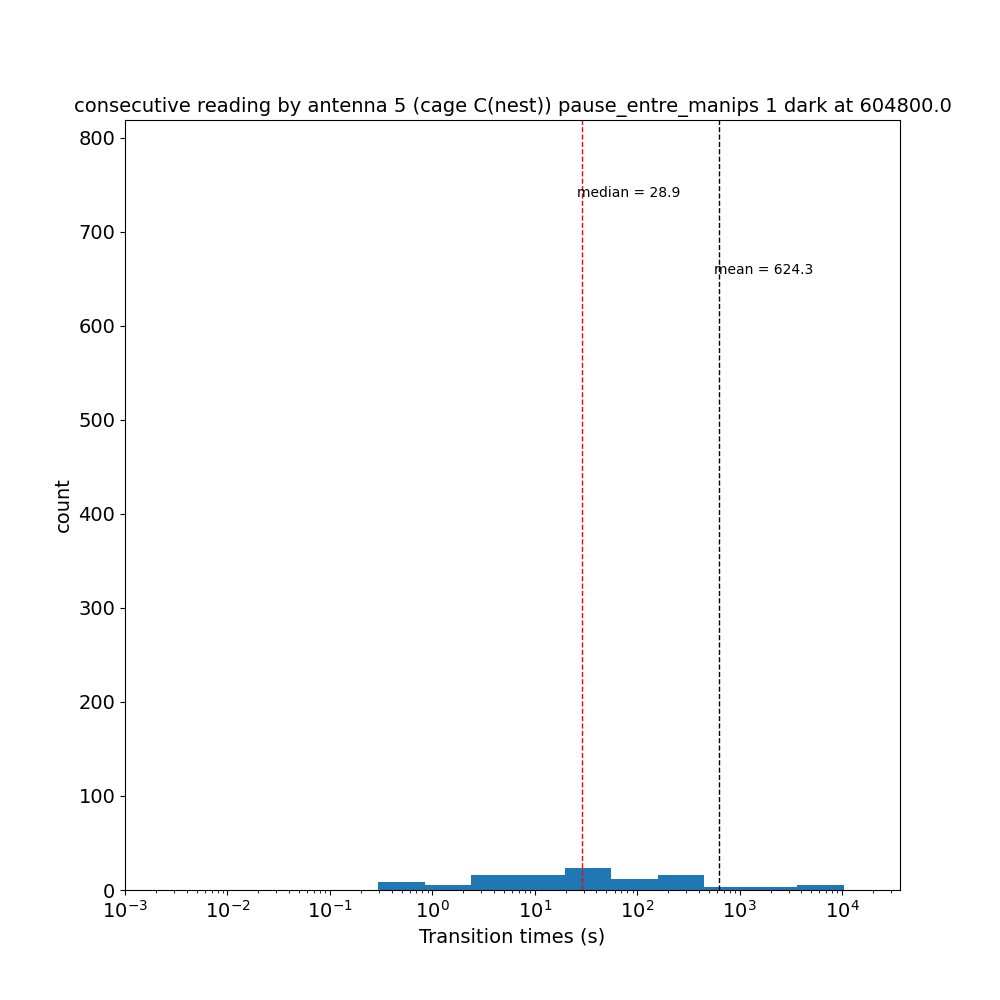 consecutive reading by antenna 5 (cage C(nest)) pause_entre_manips 1 dark at 604800.0
800
median = 28.9
700
mean = 624.3
600
500
400
300
200
100
0
10⁻³ 10⁻² 10⁻¹ 10⁰ 10¹ 10² 10³ 10⁴
count
Transition times (s)